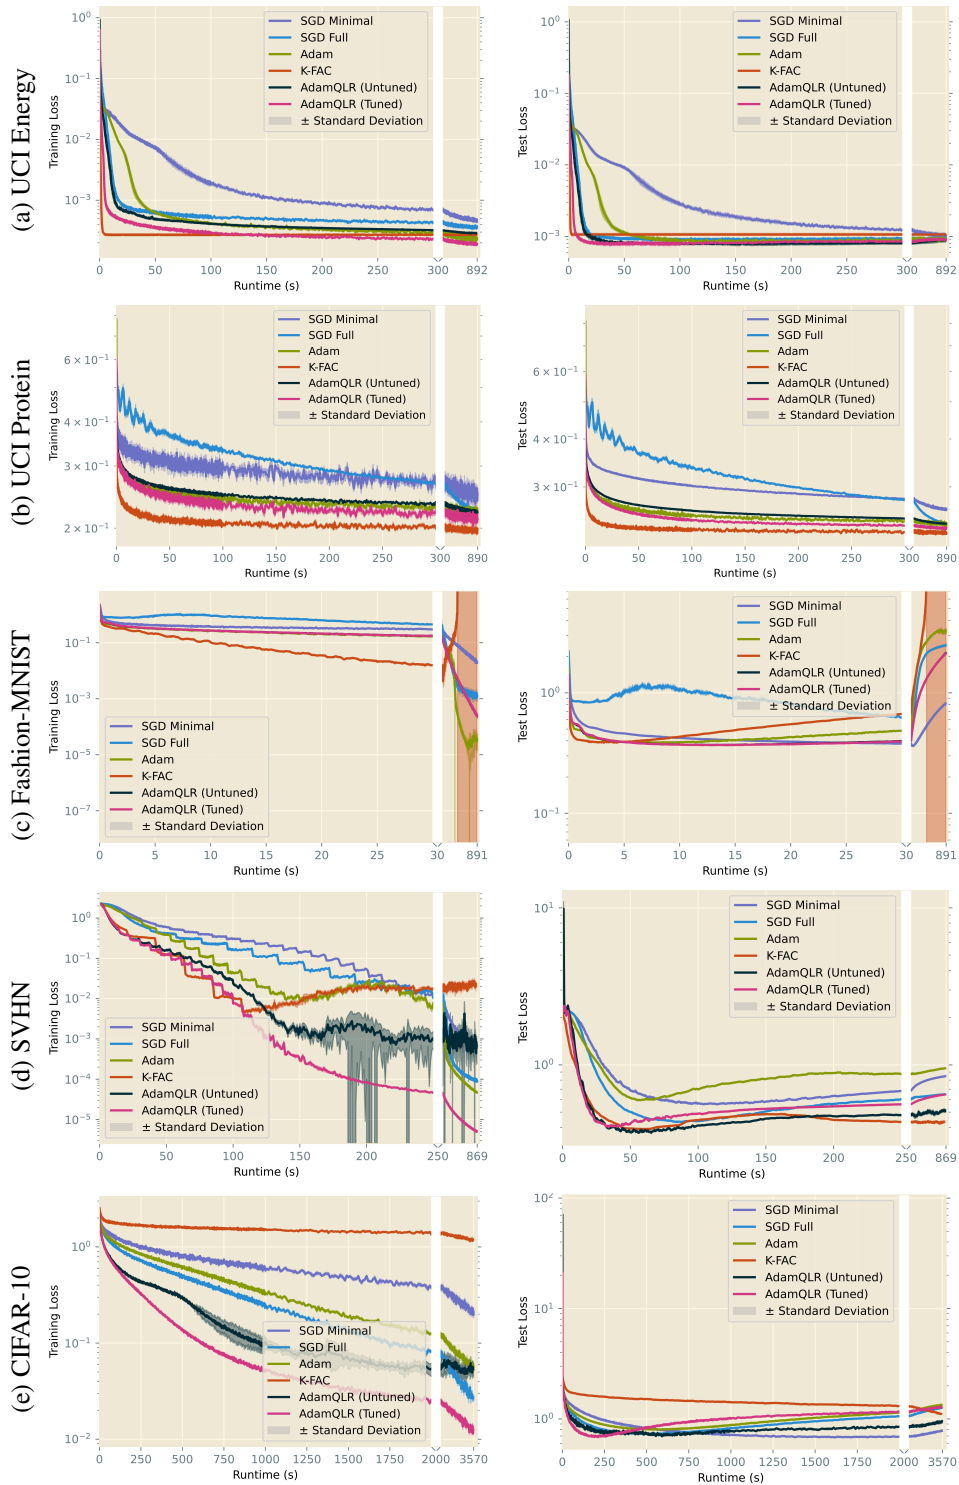 (a) UCI Energy
Training Loss
10⁰
10⁻¹
10⁻²
10⁻³
SGD Minimal
SGD Full
Adam
K-FAC
AdamQLR (Untuned)
AdamQLR (Tuned)
± Standard Deviation
0 50 100 150 200 250 300 892
Runtime (s)
Test Loss
10⁰
10⁻¹
10⁻²
10⁻³
SGD Minimal
SGD Full
Adam
K-FAC
AdamQLR (Untuned)
AdamQLR (Tuned)
± Standard Deviation
0 50 100 150 200 250 300 892
Runtime (s)
(b) UCI Protein
Training Loss
6 × 10⁻¹
4 × 10⁻¹
3 × 10⁻¹
2 × 10⁻¹
SGD Minimal
SGD Full
Adam
K-FAC
AdamQLR (Untuned)
AdamQLR (Tuned)
± Standard Deviation
0 50 100 150 200 250 300 890
Runtime (s)
Test Loss
6 × 10⁻¹
4 × 10⁻¹
3 × 10⁻¹
SGD Minimal
SGD Full
Adam
K-FAC
AdamQLR (Untuned)
AdamQLR (Tuned)
± Standard Deviation
0 50 100 150 200 250 300 890
Runtime (s)
(c) Fashion-MNIST
Training Loss
10⁻¹
10⁻³
10⁻⁵
10⁻⁷
SGD Minimal
SGD Full
Adam
K-FAC
AdamQLR (Untuned)
AdamQLR (Tuned)
± Standard Deviation
0 5 10 15 20 25 30 891
Runtime (s)
Test Loss
10⁰
10⁻¹
SGD Minimal
SGD Full
Adam
K-FAC
AdamQLR (Untuned)
AdamQLR (Tuned)
± Standard Deviation
0 5 10 15 20 25 30 891
Runtime (s)
(d) SVHN
Training Loss
10⁰
10⁻¹
10⁻²
10⁻³
10⁻⁴
10⁻⁵
SGD Minimal
SGD Full
Adam
K-FAC
AdamQLR (Untuned)
AdamQLR (Tuned)
± Standard Deviation
0 50 100 150 200 250 869
Runtime (s)
Test Loss
10¹
10⁰
SGD Minimal
SGD Full
Adam
K-FAC
AdamQLR (Untuned)
AdamQLR (Tuned)
± Standard Deviation
0 50 100 150 200 250 869
Runtime (s)
(e) CIFAR-10
Training Loss
10⁰
10⁻¹
10⁻²
SGD Minimal
SGD Full
Adam
K-FAC
AdamQLR (Untuned)
AdamQLR (Tuned)
± Standard Deviation
0 250 500 750 1000 1250 1500 1750 2000 3570
Runtime (s)
Test Loss
10²
10¹
10⁰
SGD Minimal
SGD Full
Adam
K-FAC
AdamQLR (Untuned)
AdamQLR (Tuned)
± Standard Deviation
0 250 500 750 1000 1250 1500 1750 2000 3570
Runtime (s)